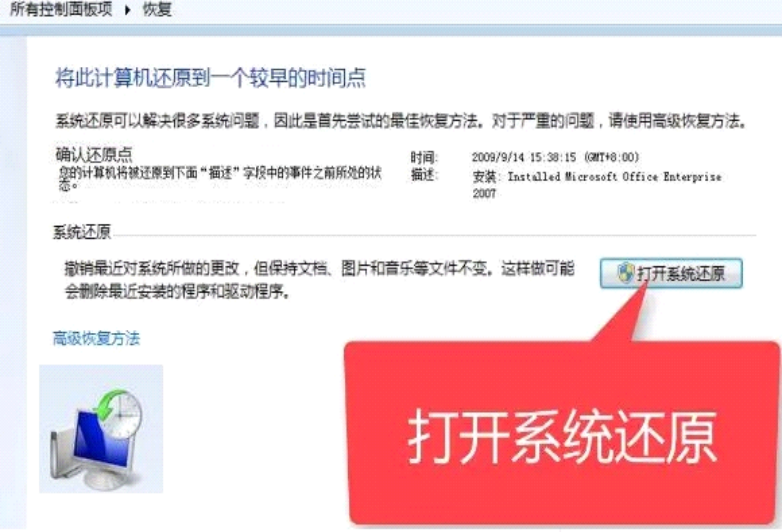 所有控制面板项 ▸ 恢复
将此计算机还原到一个较早的时间点
系统还原可以解决很多系统问题，因此是首先尝试的最佳恢复方法。对于严重的问题，请使用高级恢复方法。
确认还原点
您的计算机将被还原到下面“描述”字段中的事件之前所处的状
态。
时间: 2009/9/14 15:38:15 (GMT+8:00)
描述: 安装: Installed Microsoft Office Enterprise
2007
系统还原
撤销最近对系统所做的更改，但保持文档、图片和音乐等文件不变。这样做可能
会删除最近安装的程序和驱动程序。
打开系统还原
高级恢复方法
打开系统还原